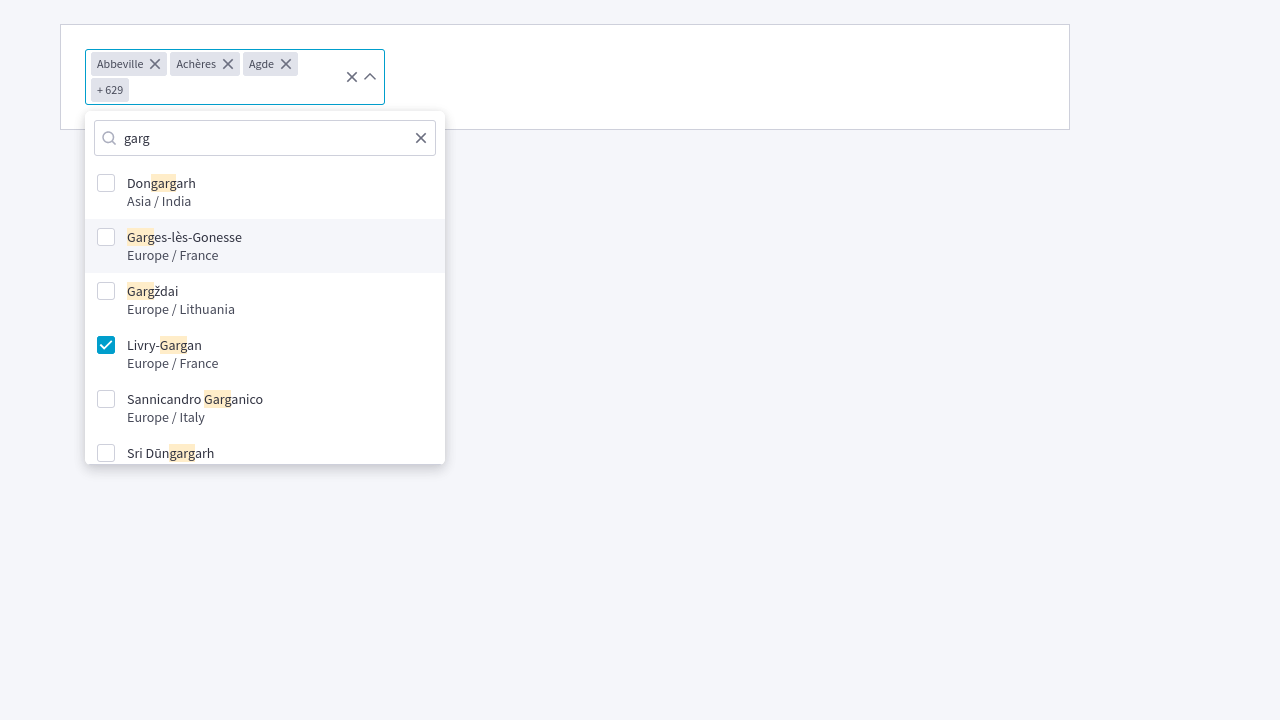 Abbeville Achères Agde
+ 629
garg
Dongargarh
Asia / India
Garges-lès-Gonesse
Europe / France
Gargždai
Europe / Lithuania
Livry-Gargan
Europe / France
Sannicandro Garganico
Europe / Italy
Sri Dūngargarh